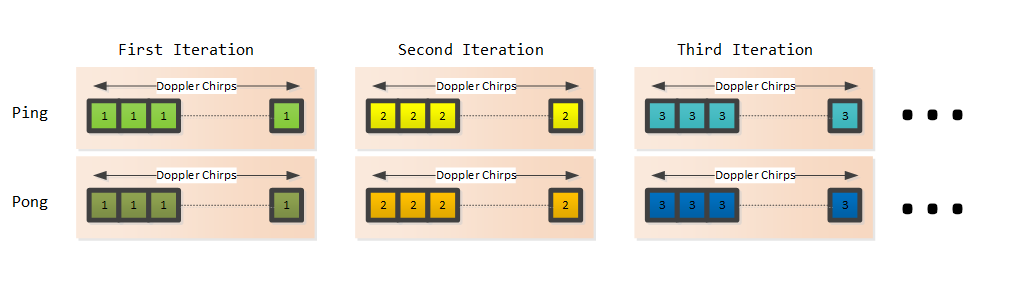 First Iteration Second Iteration Third Iteration
Doppler Chirps Doppler Chirps Doppler Chirps
Ping 1 1 1 1 2 2 2 2 3 3 3 3
Doppler Chirps Doppler Chirps Doppler Chirps
Pong 1 1 1 1 2 2 2 2 3 3 3 3